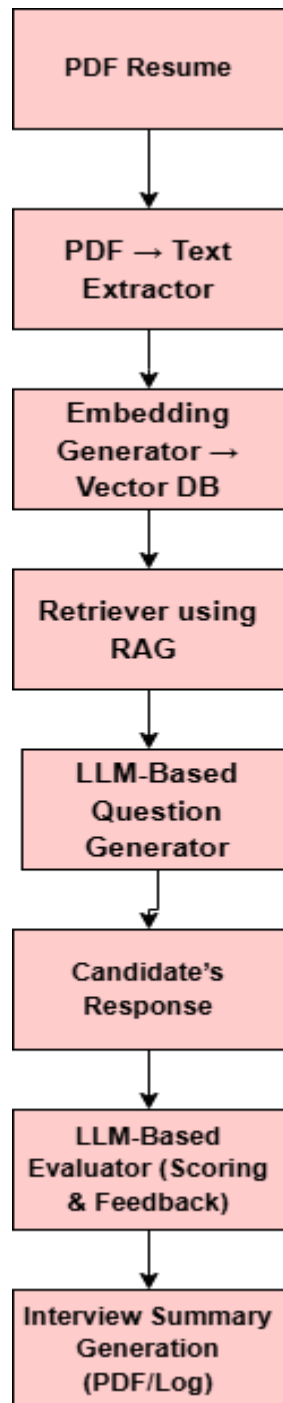 PDF Resume
PDF → Text
Extractor
Embedding
Generator →
Vector DB
Retriever using
RAG
LLM-Based
Question
Generator
Candidate’s
Response
LLM-Based
Evaluator (Scoring
& Feedback)
Interview Summary
Generation
(PDF/Log)